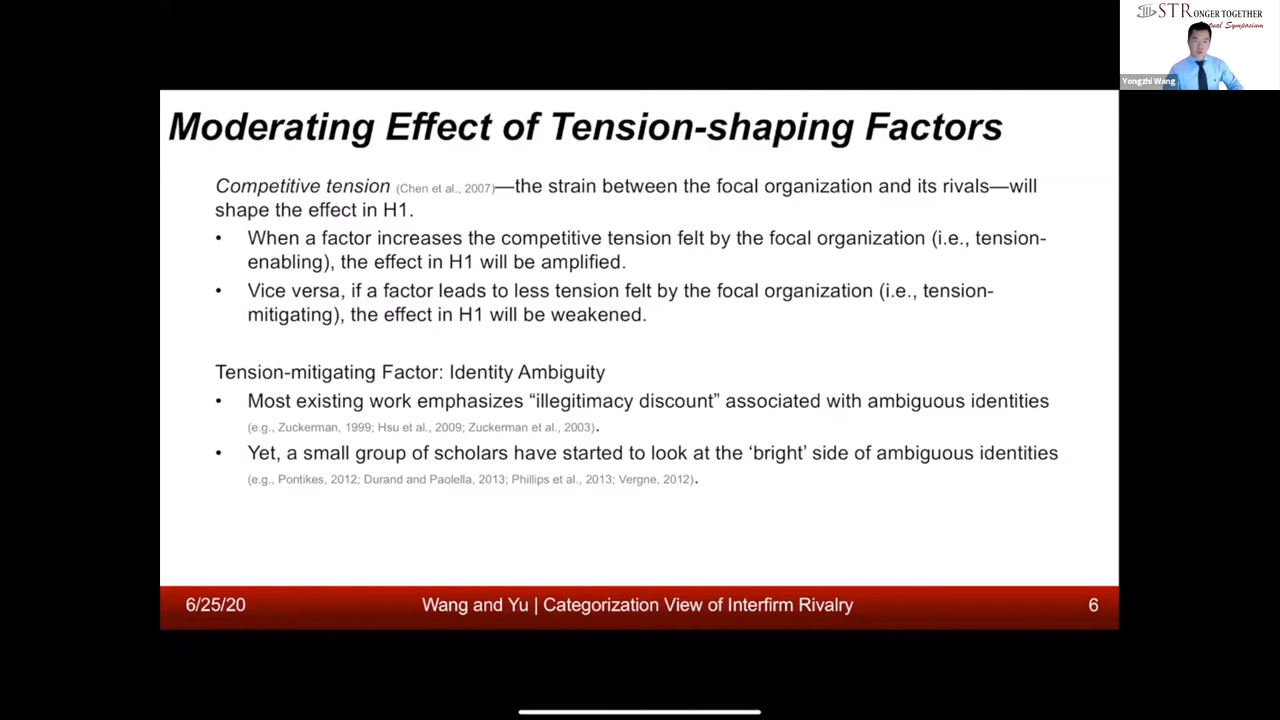 STRONGER TOGETHER
Virtual Symposium
Yongzhi Wang
Moderating Effect of Tension-shaping Factors
Competitive tension (Chen et al., 2007)—the strain between the focal organization and its rivals—will
shape the effect in H1.
• When a factor increases the competitive tension felt by the focal organization (i.e., tension-
enabling), the effect in H1 will be amplified.
• Vice versa, if a factor leads to less tension felt by the focal organization (i.e., tension-
mitigating), the effect in H1 will be weakened.
Tension-mitigating Factor: Identity Ambiguity
• Most existing work emphasizes “illegitimacy discount” associated with ambiguous identities
(e.g., Zuckerman, 1999; Hsu et al., 2009; Zuckerman et al., 2003).
• Yet, a small group of scholars have started to look at the ‘bright’ side of ambiguous identities
(e.g., Pontikes, 2012; Durand and Paolella, 2013; Phillips et al., 2013; Vergne, 2012).
6/25/20
Wang and Yu | Categorization View of Interfirm Rivalry
6